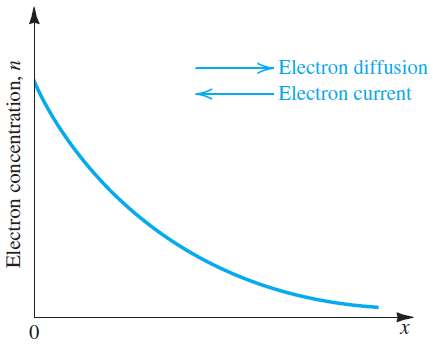 Electron concentration, n
Electron diffusion
Electron current
0
x